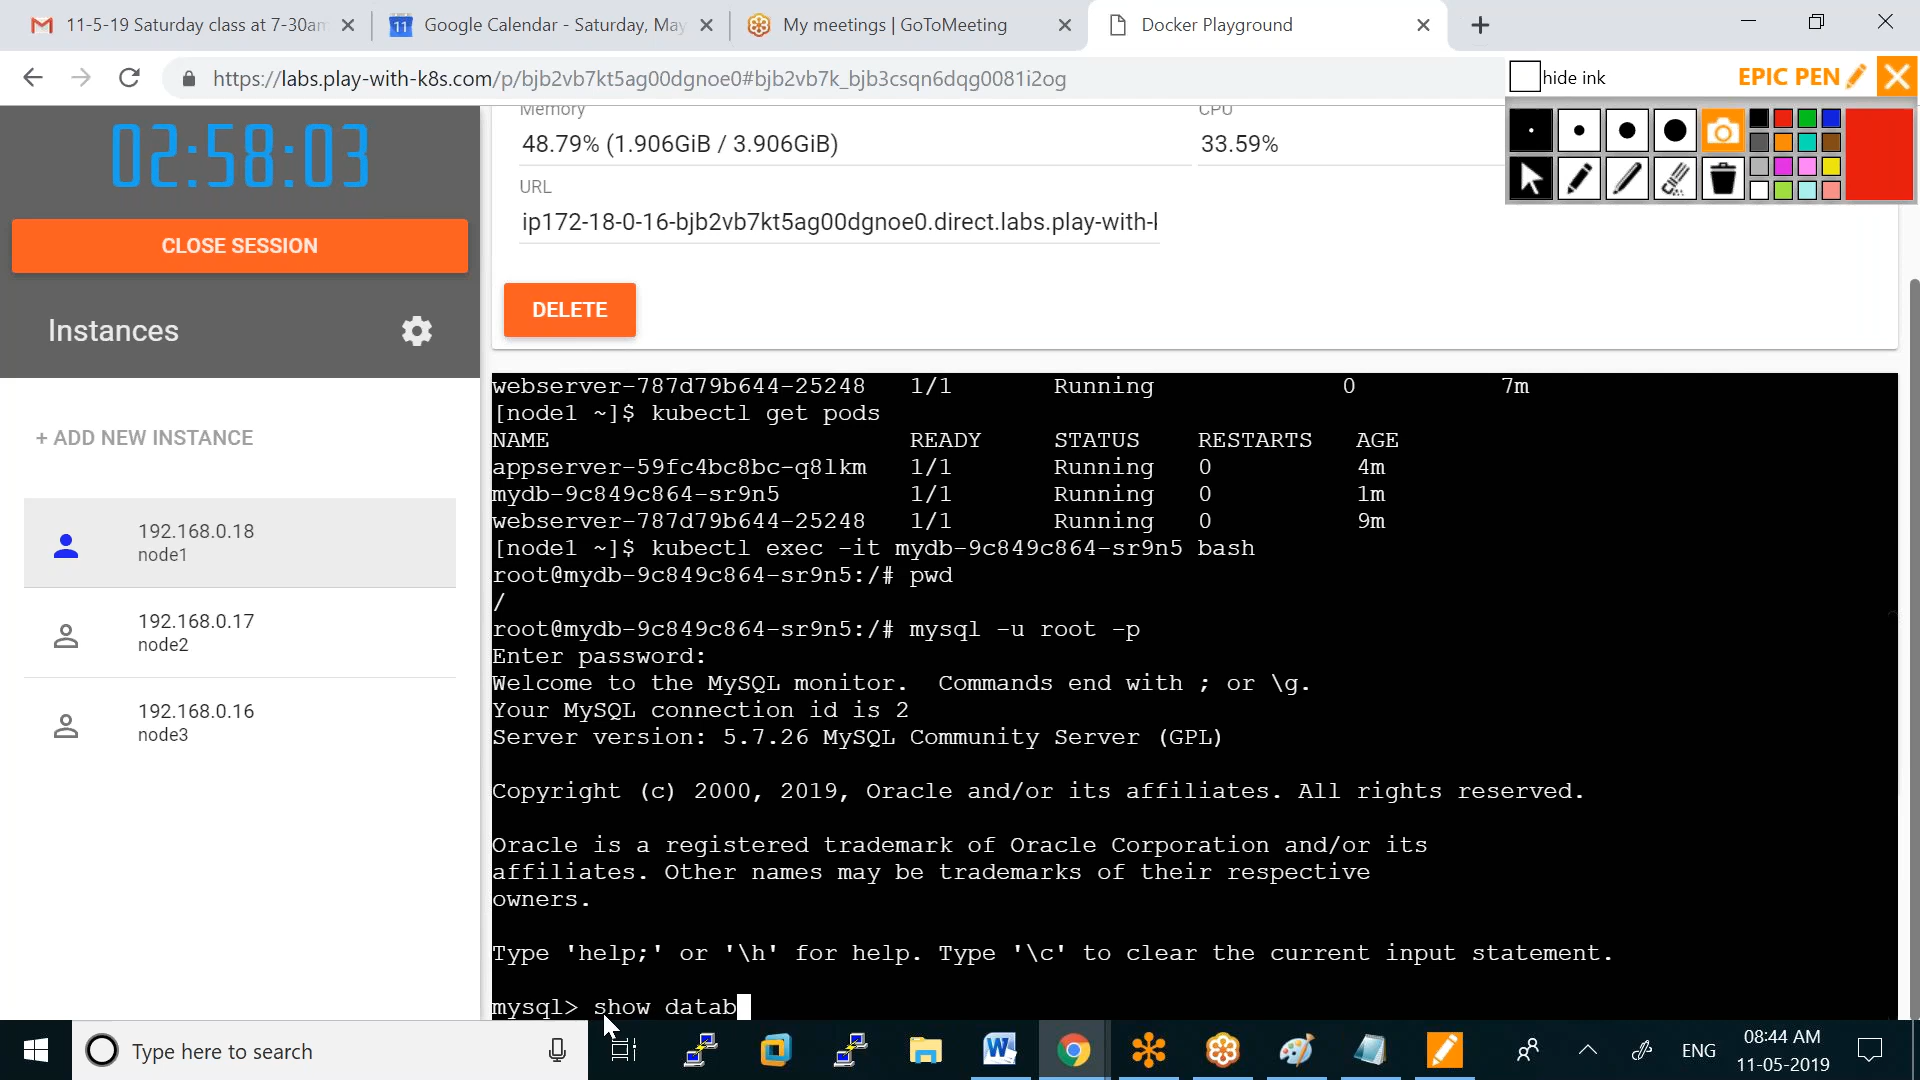 11-5-19 Saturday class at 7-30am
Google Calendar - Saturday, May
My meetings | GoToMeeting
Docker Playground
https://labs.play-with-k8s.com/p/bjb2vb7kt5ag00dgnoe0#bjb2vb7k_bjb3csqn6dqg0081i2og
hide ink
EPIC PEN
02:58:03
CLOSE SESSION
Instances
+ ADD NEW INSTANCE
192.168.0.18
node1
192.168.0.17
node2
192.168.0.16
node3
Memory
48.79% (1.906GiB / 3.906GiB)
CPU
33.59%
URL
ip172-18-0-16-bjb2vb7kt5ag00dgnoe0.direct.labs.play-with-
DELETE
webserver-787d79b644-25248 1/1 Running 0 7m
[node1 ~]$ kubectl get pods
NAME READY STATUS RESTARTS AGE
appserver-59fc4bc8bc-q8lkm 1/1 Running 0 4m
mydb-9c849c864-sr9n5 1/1 Running 0 1m
webserver-787d79b644-25248 1/1 Running 0 9m
[node1 ~]$ kubectl exec -it mydb-9c849c864-sr9n5 bash
root@mydb-9c849c864-sr9n5:/# pwd
/
root@mydb-9c849c864-sr9n5:/# mysql -u root -p
Enter password:
Welcome to the MySQL monitor.  Commands end with ; or \g.
Your MySQL connection id is 2
Server version: 5.7.26 MySQL Community Server (GPL)
Copyright (c) 2000, 2019, Oracle and/or its affiliates. All rights reserved.
Oracle is a registered trademark of Oracle Corporation and/or its
affiliates. Other names may be trademarks of their respective
owners.
Type 'help;' or '\h' for help. Type '\c' to clear the current input statement.
mysql> show datab
Type here to search
ENG
08:44 AM
11-05-2019